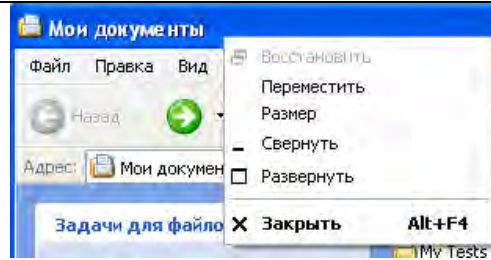 Мои документы
Файл Правка Вид
Назад
Адрес: Мои докумен
Задачи для файло
Восстановить
Переместить
Размер
Свернуть
Развернуть
Закрыть Alt+F4
My Tests